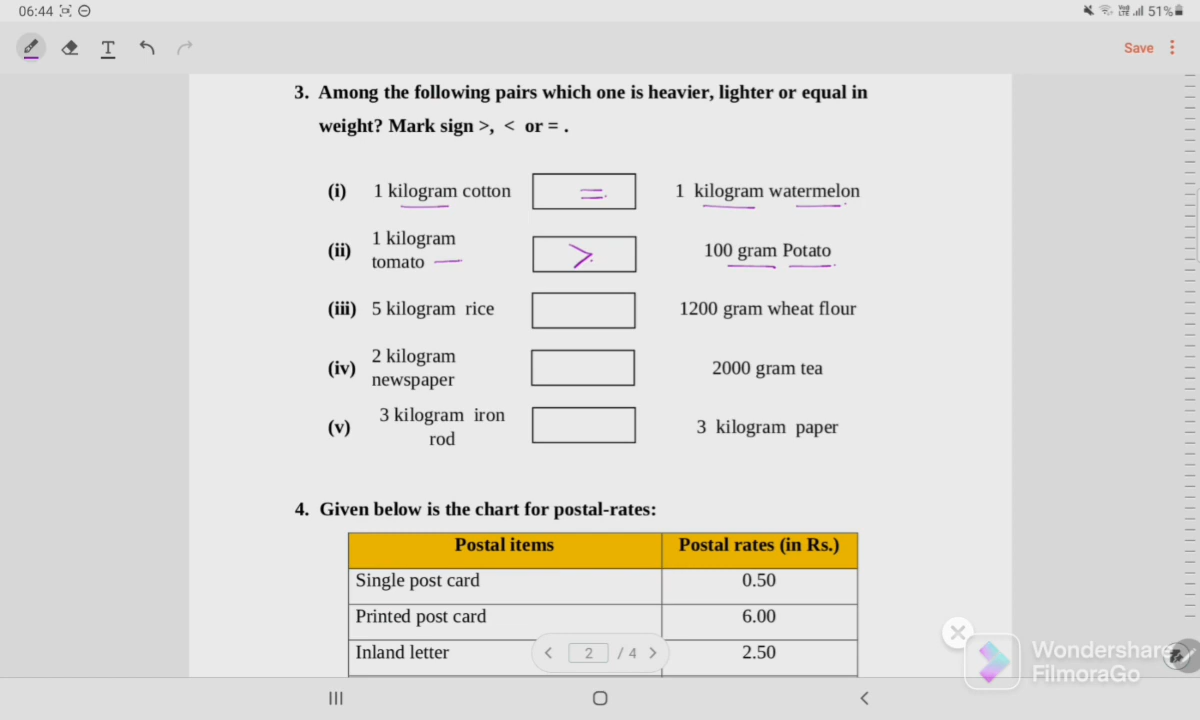 06:44 51%
T Save
3. Among the following pairs which one is heavier, lighter or equal in
weight? Mark sign >, < or = .
(i) 1 kilogram cotton = 1 kilogram watermelon
(ii) 1 kilogram tomato > 100 gram Potato
(iii) 5 kilogram rice 1200 gram wheat flour
(iv) 2 kilogram newspaper 2000 gram tea
(v) 3 kilogram iron rod 3 kilogram paper
4. Given below is the chart for postal-rates:
Postal items Postal rates (in Rs.)
Single post card 0.50
Printed post card 6.00
Inland letter 2.50
< 2 / 4 >
Wondershare
FilmoraGo